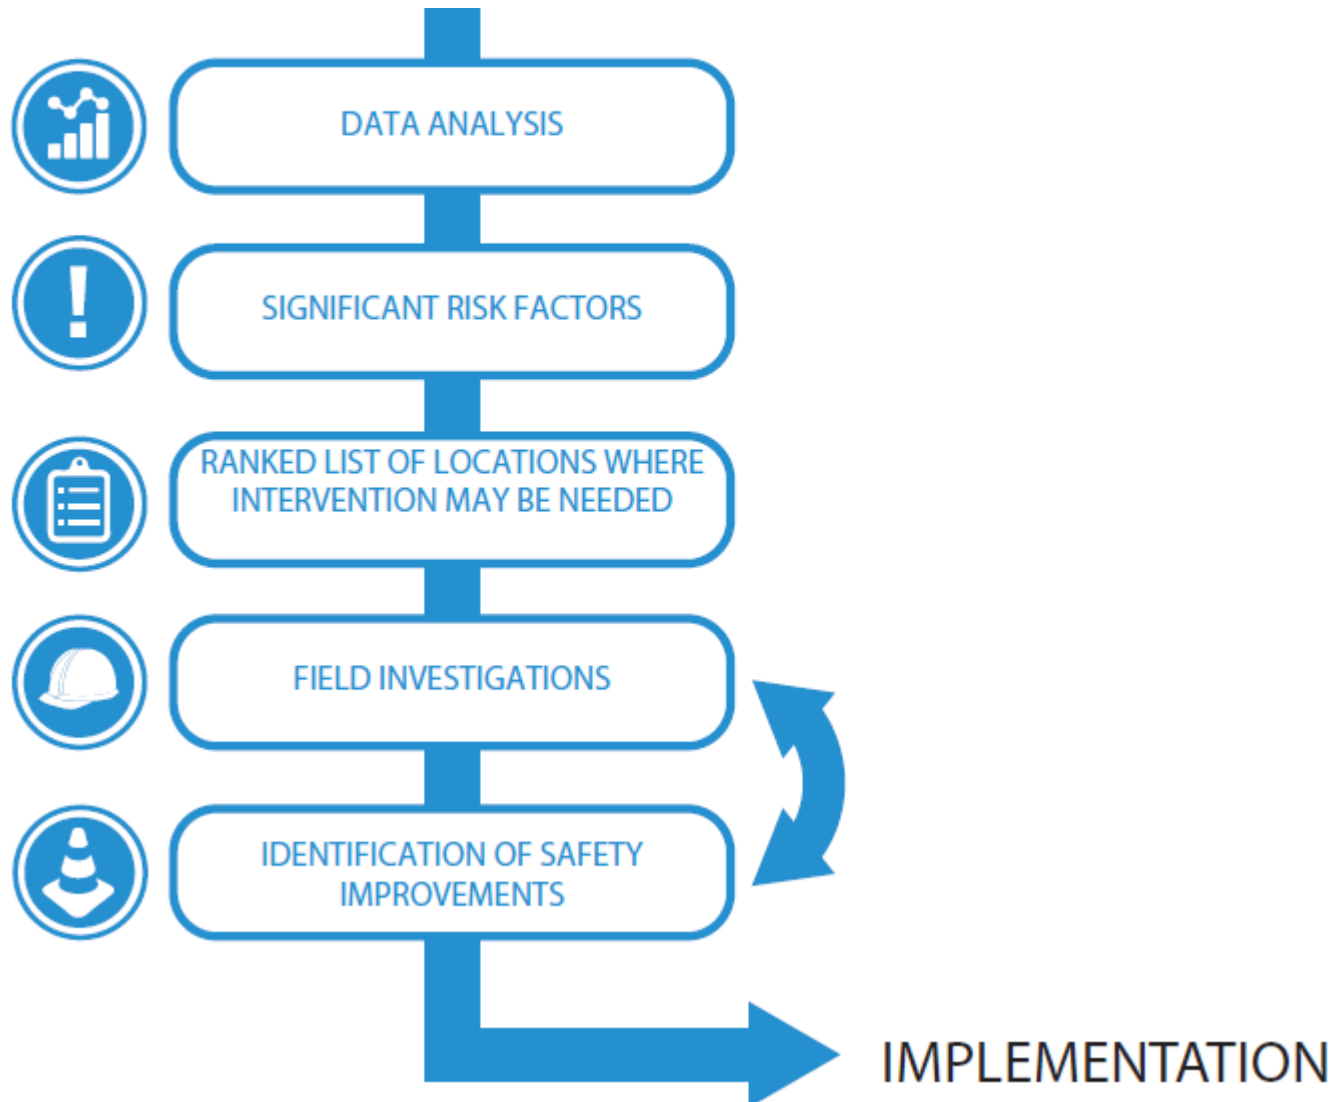 DATA ANALYSIS
SIGNIFICANT RISK FACTORS
RANKED LIST OF LOCATIONS WHERE
INTERVENTION MAY BE NEEDED
FIELD INVESTIGATIONS
IDENTIFICATION OF SAFETY
IMPROVEMENTS
IMPLEMENTATION